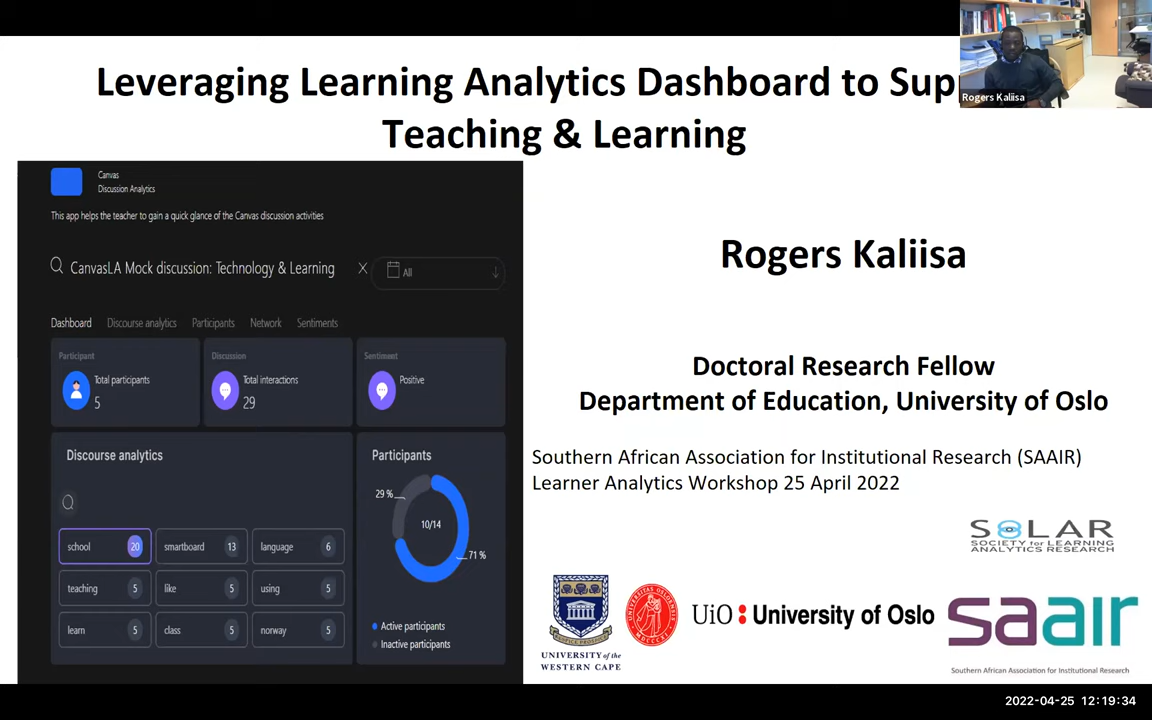 Leveraging Learning Analytics Dashboard to Sup
Teaching & Learning
Rogers Kaliisa
Canvas
Discussion Analytics
This app helps the teacher to gain a quick glance of the Canvas discussion activities
CanvasLA Mock discussion: Technology & Learning
X
All
Dashboard Discourse analytics Participants Network Sentiments
Participant
Total participants
5
Discussion
Total interactions
29
Sentiment
Positive
Discourse analytics
school 20
smartboard 13
language 6
teaching 5
like 5
using 5
learn 5
class 5
norway 5
Participants
29 %
10/14
71 %
Active participants
Inactive participants
Rogers Kaliisa
Doctoral Research Fellow
Department of Education, University of Oslo
Southern African Association for Institutional Research (SAAIR)
Learner Analytics Workshop 25 April 2022
SOLAR
SOCIETY for LEARNING
ANALYTICS RESEARCH
UNIVERSITY of the
WESTERN CAPE
UiO University of Oslo
saair
Southern African Association for Institutional Research
2022-04-25 12:19:34